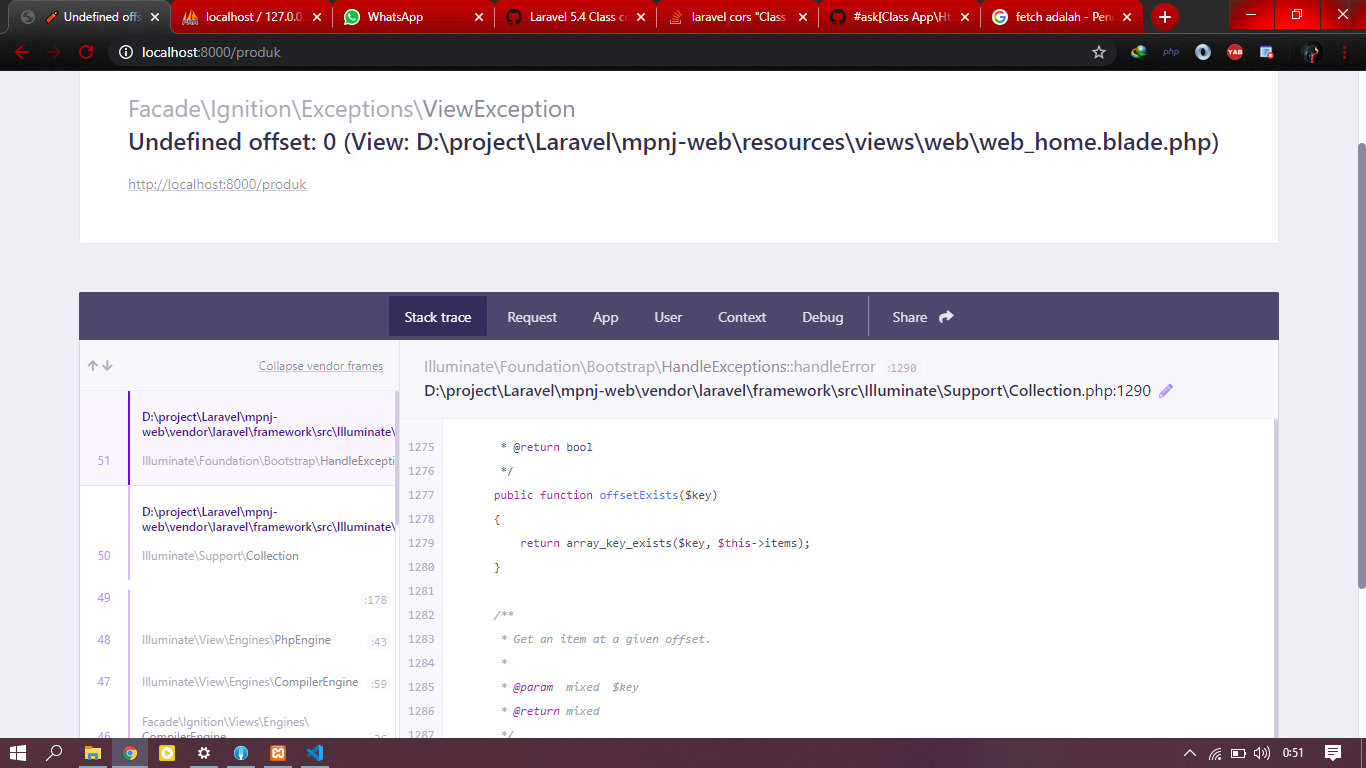 Undefined offs
localhost / 127.0.0.
WhatsApp
Laravel 5.4 Class co
laravel cors "Class
#ask[Class App\Ht
fetch adalah - Pen
localhost:8000/produk
php
YAB
Facade\Ignition\Exceptions\ViewException
Undefined offset: 0 (View: D:\project\Laravel\mpnj-web\resources\views\web\web_home.blade.php)
http://localhost:8000/produk
Stack trace
Request
App
User
Context
Debug
Share
Collapse vendor frames
D:\project\Laravel\mpnj-
web\vendor\laravel\framework\src\Illuminate\
51 Illuminate\Foundation\Bootstrap\HandleExcepti
D:\project\Laravel\mpnj-
web\vendor\laravel\framework\src\Illuminate\
50 Illuminate\Support\Collection
49 :178
48 Illuminate\View\Engines\PhpEngine :43
47 Illuminate\View\Engines\CompilerEngine :59
Facade\Ignition\Views\Engines\
46 CompilerEngine :36
Illuminate\Foundation\Bootstrap\HandleExceptions::handleError :1290
D:\project\Laravel\mpnj-web\vendor\laravel\framework\src\Illuminate\Support\Collection.php:1290
1275 * @return bool
1276 */
1277 public function offsetExists($key)
1278 {
1279 return array_key_exists($key, $this->items);
1280 }
1281
1282 /**
1283 * Get an item at a given offset.
1284 *
1285 * @param  mixed  $key
1286 * @return mixed
1287 */
0:51